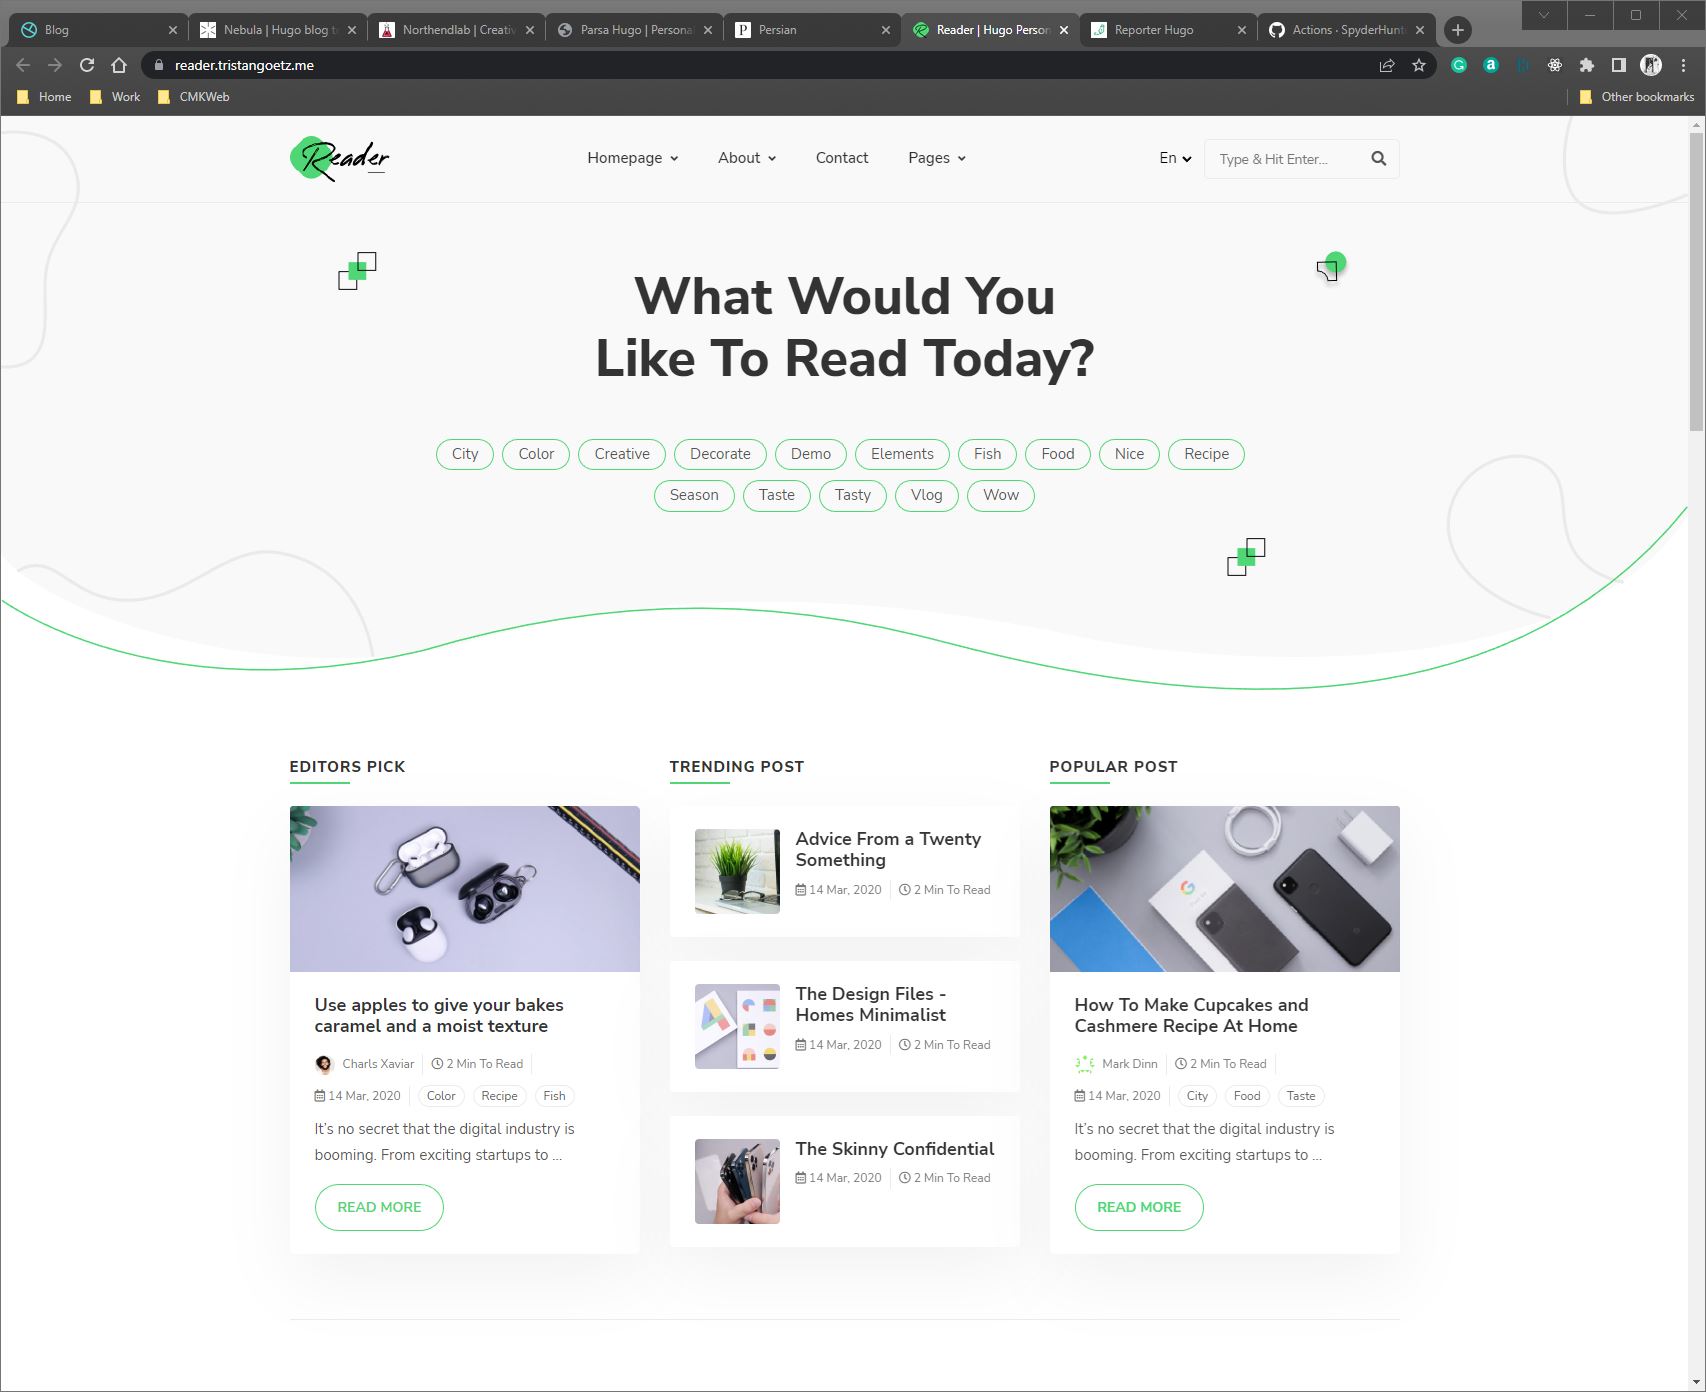 Blog
Nebula | Hugo blog t
Northendlab | Creativ
Parsa Hugo | Persona
Persian
Reader | Hugo Person
Reporter Hugo
Actions · SpyderHunt
reader.tristangoetz.me
Home
Work
CMKWeb
Other bookmarks
Reader_
Homepage
About
Contact
Pages
En
Type & Hit Enter...
What Would You
Like To Read Today?
City Color Creative Decorate Demo Elements Fish Food Nice Recipe
Season Taste Tasty Vlog Wow
EDITORS PICK
Use apples to give your bakes
caramel and a moist texture
Charls Xaviar
2 Min To Read
14 Mar, 2020
Color Recipe Fish
It’s no secret that the digital industry is
booming. From exciting startups to …
READ MORE
TRENDING POST
Advice From a Twenty
Something
14 Mar, 2020
2 Min To Read
The Design Files -
Homes Minimalist
14 Mar, 2020
2 Min To Read
The Skinny Confidential
14 Mar, 2020
2 Min To Read
POPULAR POST
How To Make Cupcakes and
Cashmere Recipe At Home
Mark Dinn
2 Min To Read
14 Mar, 2020
City Food Taste
It’s no secret that the digital industry is
booming. From exciting startups to …
READ MORE